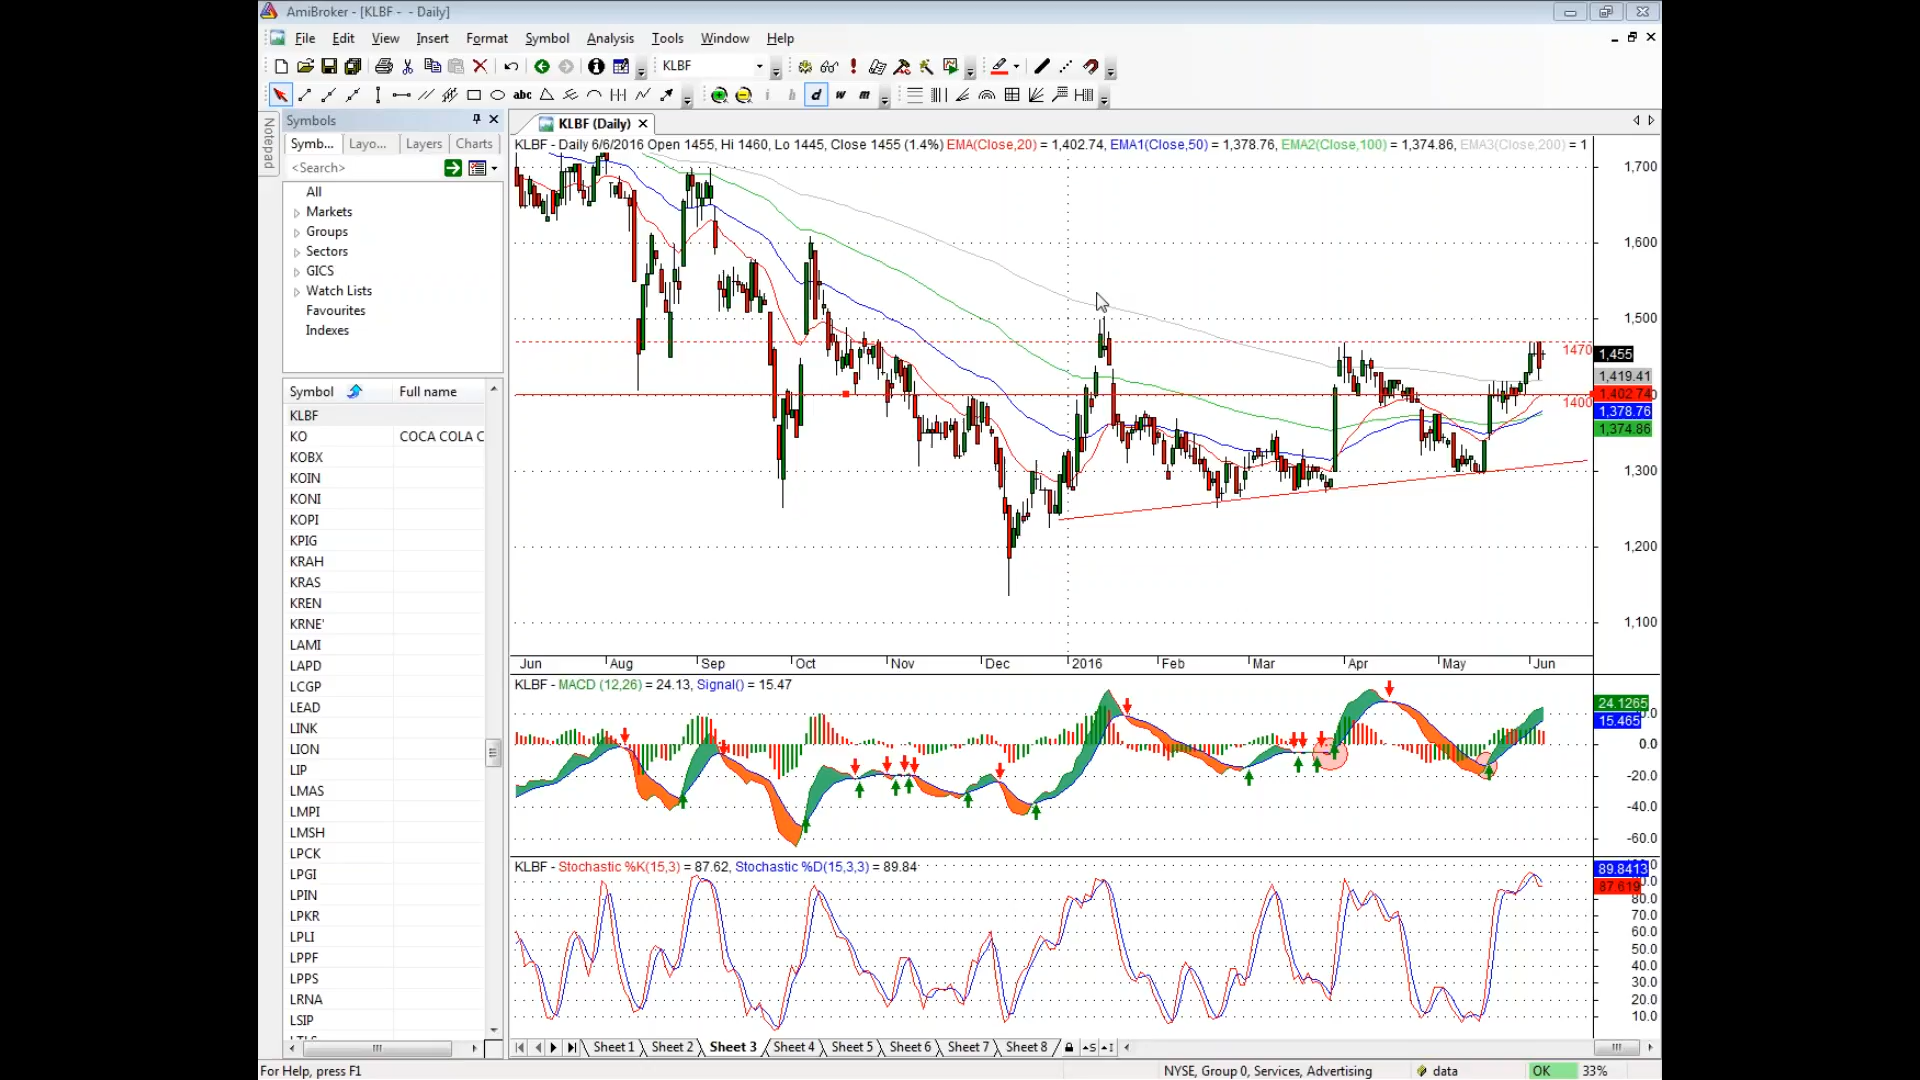 AmiBroker - [KLBF - - Daily]
File Edit View Insert Format Symbol Analysis Tools Window Help
KLBF
abc i h d w m
Notepad
Symbols
KLBF (Daily)
Symb... Layo... Layers Charts
KLBF - Daily 6/6/2016 Open 1455, Hi 1460, Lo 1445, Close 1455 (1.4%) EMA(Close,20) = 1,402.74, EMA1(Close,50) = 1,378.76, EMA2(Close,100) = 1,374.86, EMA3(Close,200) = 1
<Search>
All
Markets
Groups
Sectors
GICS
Watch Lists
Favourites
Indexes
Symbol Full name
KLBF
KO COCA COLA C
KOBX
KOIN
KONI
KOPI
KPIG
KRAH
KRAS
KREN
KRNE'
LAMI
LAPD
LCGP
LEAD
LINK
LION
LIP
LMAS
LMPI
LMSH
LPCK
LPGI
LPIN
LPKR
LPLI
LPPF
LPPS
LRNA
LSIP
1,700
1,600
1,500
1470
1,455
1,419.41
1,402.74
1400
1,378.76
1,374.86
1,300
1,200
1,100
Jun Aug Sep Oct Nov Dec 2016 Feb Mar Apr May Jun
KLBF - MACD (12,26) = 24.13, Signal() = 15.47
24.1265
15.465
0.0
-20.0
-40.0
-60.0
KLBF - Stochastic %K(15,3) = 87.62, Stochastic %D(15,3,3) = 89.84
89.8413
87.619
80.0
70.0
60.0
50.0
40.0
30.0
20.0
10.0
Sheet 1 Sheet 2 Sheet 3 Sheet 4 Sheet 5 Sheet 6 Sheet 7 Sheet 8
For Help, press F1
NYSE, Group 0, Services, Advertising data OK 33%